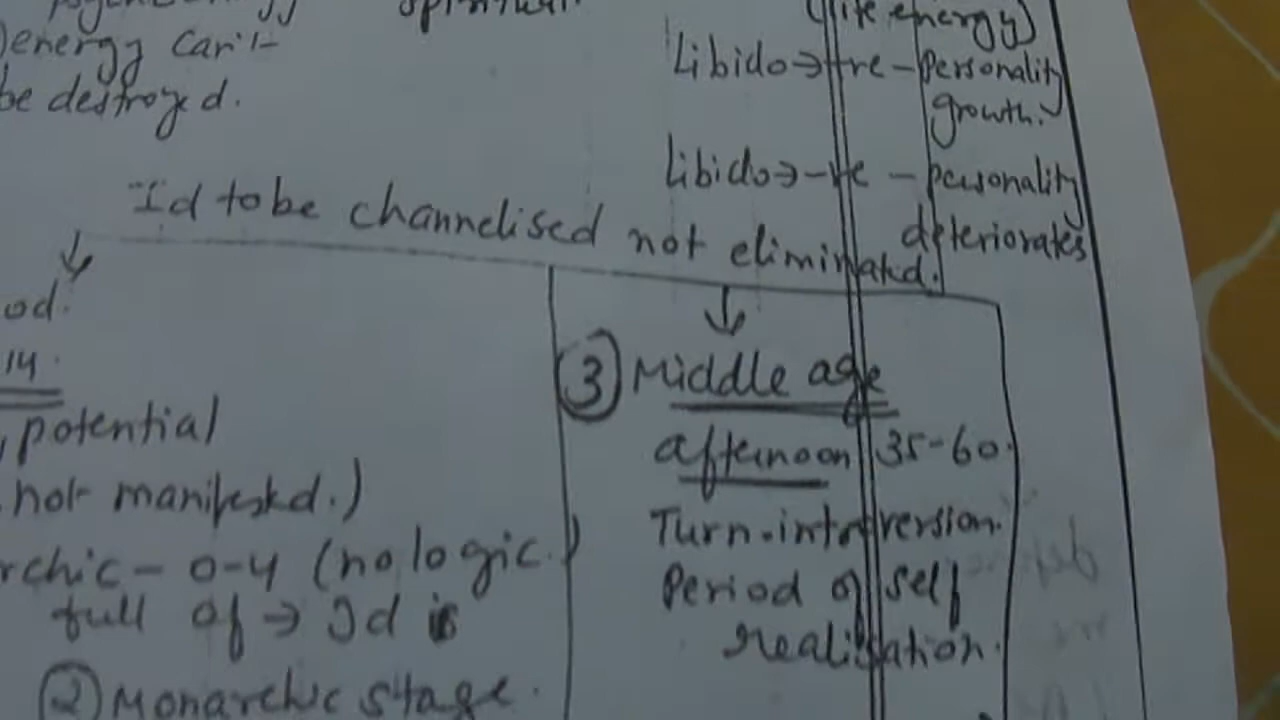 energy can't
be destroyed.
(life energy)
Libido → +ve - Personality
growth.
Libido → -ve - personality
deteriorates
Id to be channelised not eliminated.
14.
potential
not manifested.)
rchic - 0-4 (no logic.)
full of → Id is
② Monarchic stage.
③ Middle age
afternoon 35-60.
Turn-introversion.
Period of self
realisation.